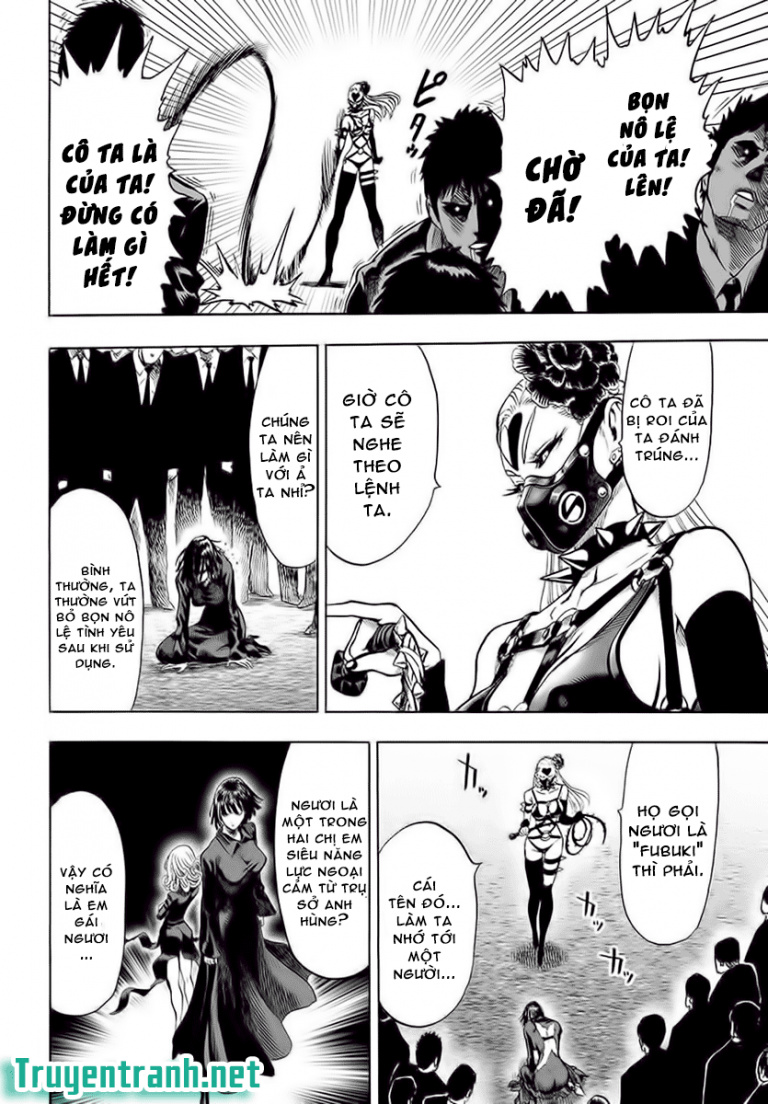 BỌN
NÔ LỆ
CỦA TA!
LÊN!
CHỜ
ĐÃ!
ピタッ
CÔ TA LÀ
CỦA TA!
ĐỪNG CÓ
LÀM GÌ
HẾT!
CÔ TA ĐÃ
BỊ ROI CỦA
TA ĐÁNH
TRÚNG...
GIỜ CÔ
TA SẼ
NGHE
THEO
LỆNH
TA.
CHÚNG
TA NÊN
LÀM GÌ
VỚI Ả
TA NHỈ?
BÌNH
THƯỜNG, TA
THƯỜNG VỨT
BỎ BỌN NÔ
LỆ TÌNH YÊU
SAU KHI SỬ
DỤNG.
HỌ GỌI
NGƯƠI LÀ
"FUBUKI"
THÌ PHẢI.
CÁI
TÊN ĐÓ...
LÀM TA
NHỚ TỚI
MỘT
NGƯỜI...
NGƯƠI LÀ
MỘT TRONG
HAI CHỊ EM
SIÊU NĂNG
LỰC NGOẠI
CẢM TỪ TRỤ
SỞ ANH
HÙNG?
VẬY CÓ
NGHĨA
LÀ EM
GÁI
NGƯƠI
...
Truyentranh.net